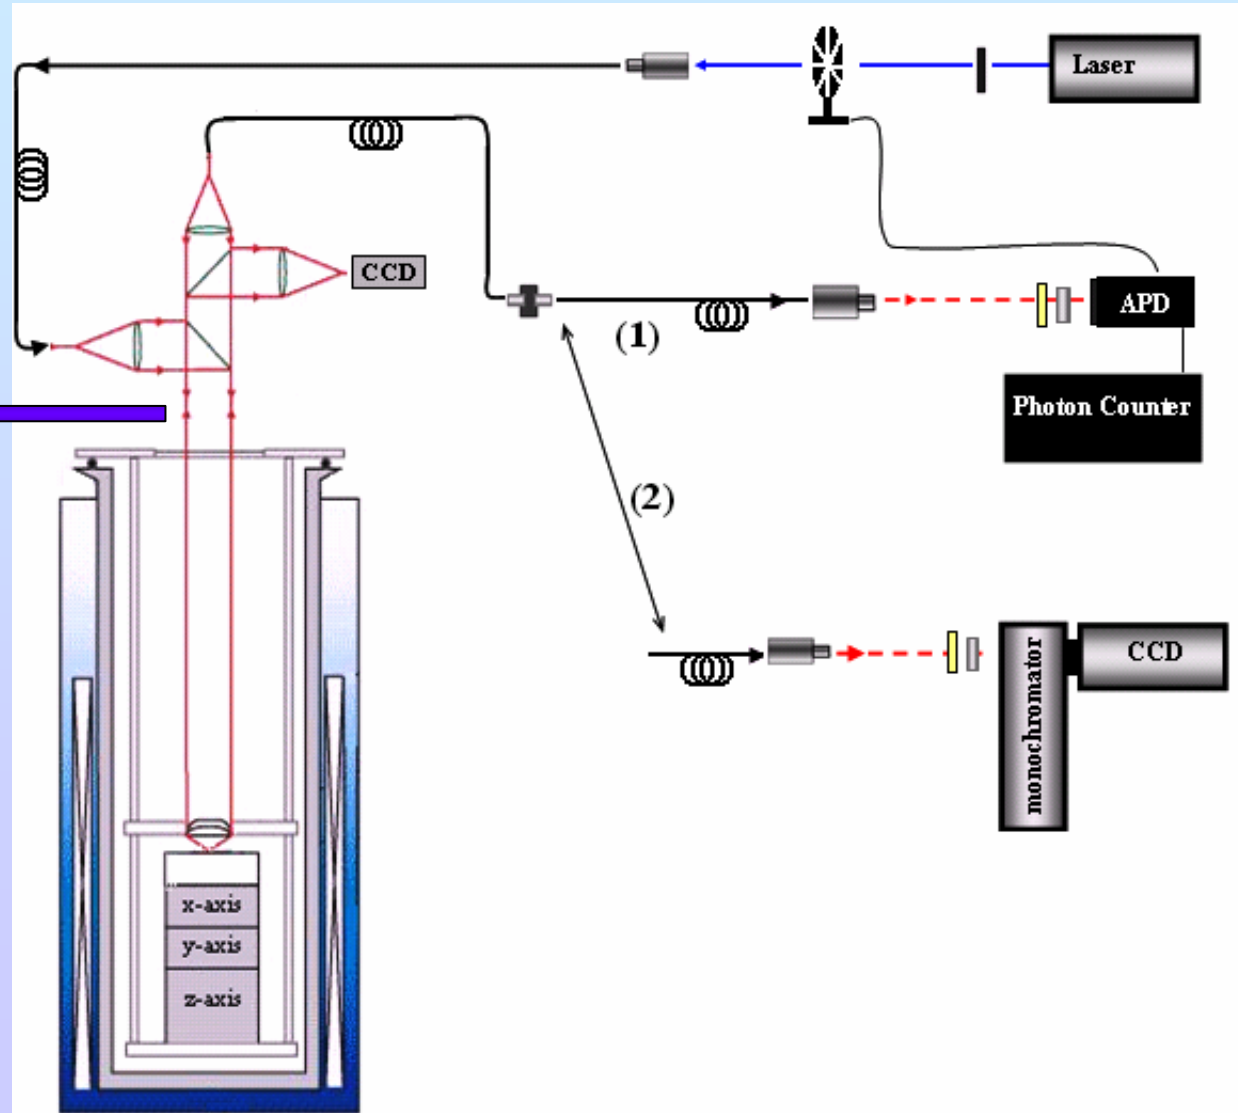 Laser
CCD
APD
(1)
Photon Counter
(2)
CCD
monochromator
x-axis
y-axis
z-axis